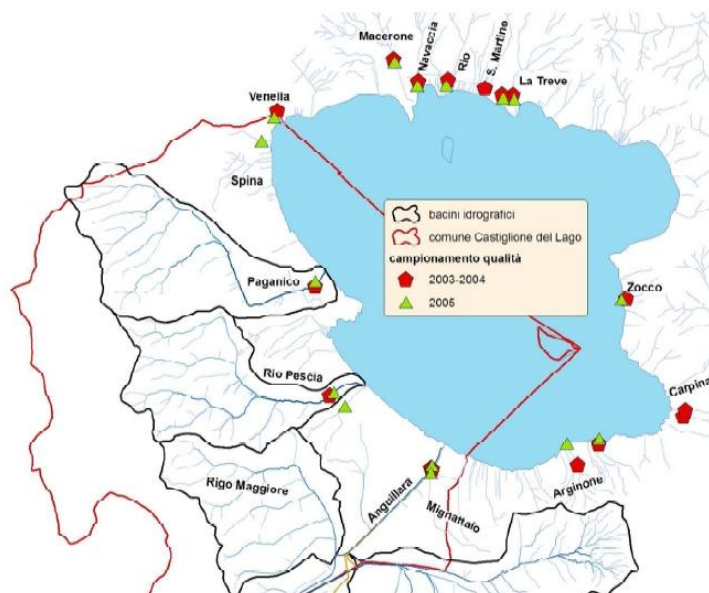 Macerone
Navaccia
Rio
S. Martino
La Treve
Venella
Spina
bacini idrografici
comune Castiglione del Lago
campionamento qualità
2003-2004
2005
Paganico
Zocco
Rio Pescia
Carpina
Rigo Maggiore
Anguillara
Mignattaio
Arginone